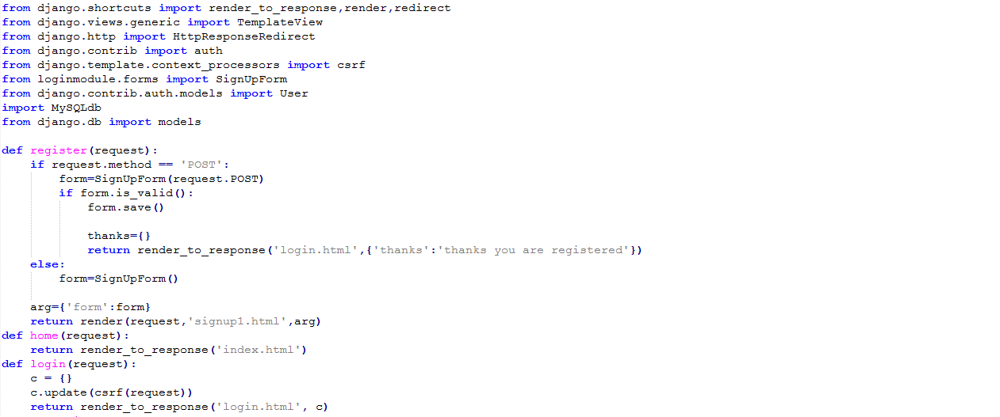 from django.shortcuts import render_to_response,render,redirect
from django.views.generic import TemplateView
from django.http import HttpResponseRedirect
from django.contrib import auth
from django.template.context_processors import csrf
from loginmodule.forms import SignUpForm
from django.contrib.auth.models import User
import MySQLdb
from django.db import models

def register(request):
    if request.method == 'POST':
        form=SignUpForm(request.POST)
        if form.is_valid():
            form.save()

            thanks={}
            return render_to_response('login.html',{'thanks':'thanks you are registered'})
    else:
        form=SignUpForm()

    arg={'form':form}
    return render(request,'signup1.html',arg)
def home(request):
    return render_to_response('index.html')
def login(request):
    c = {}
    c.update(csrf(request))
    return render_to_response('login.html', c)